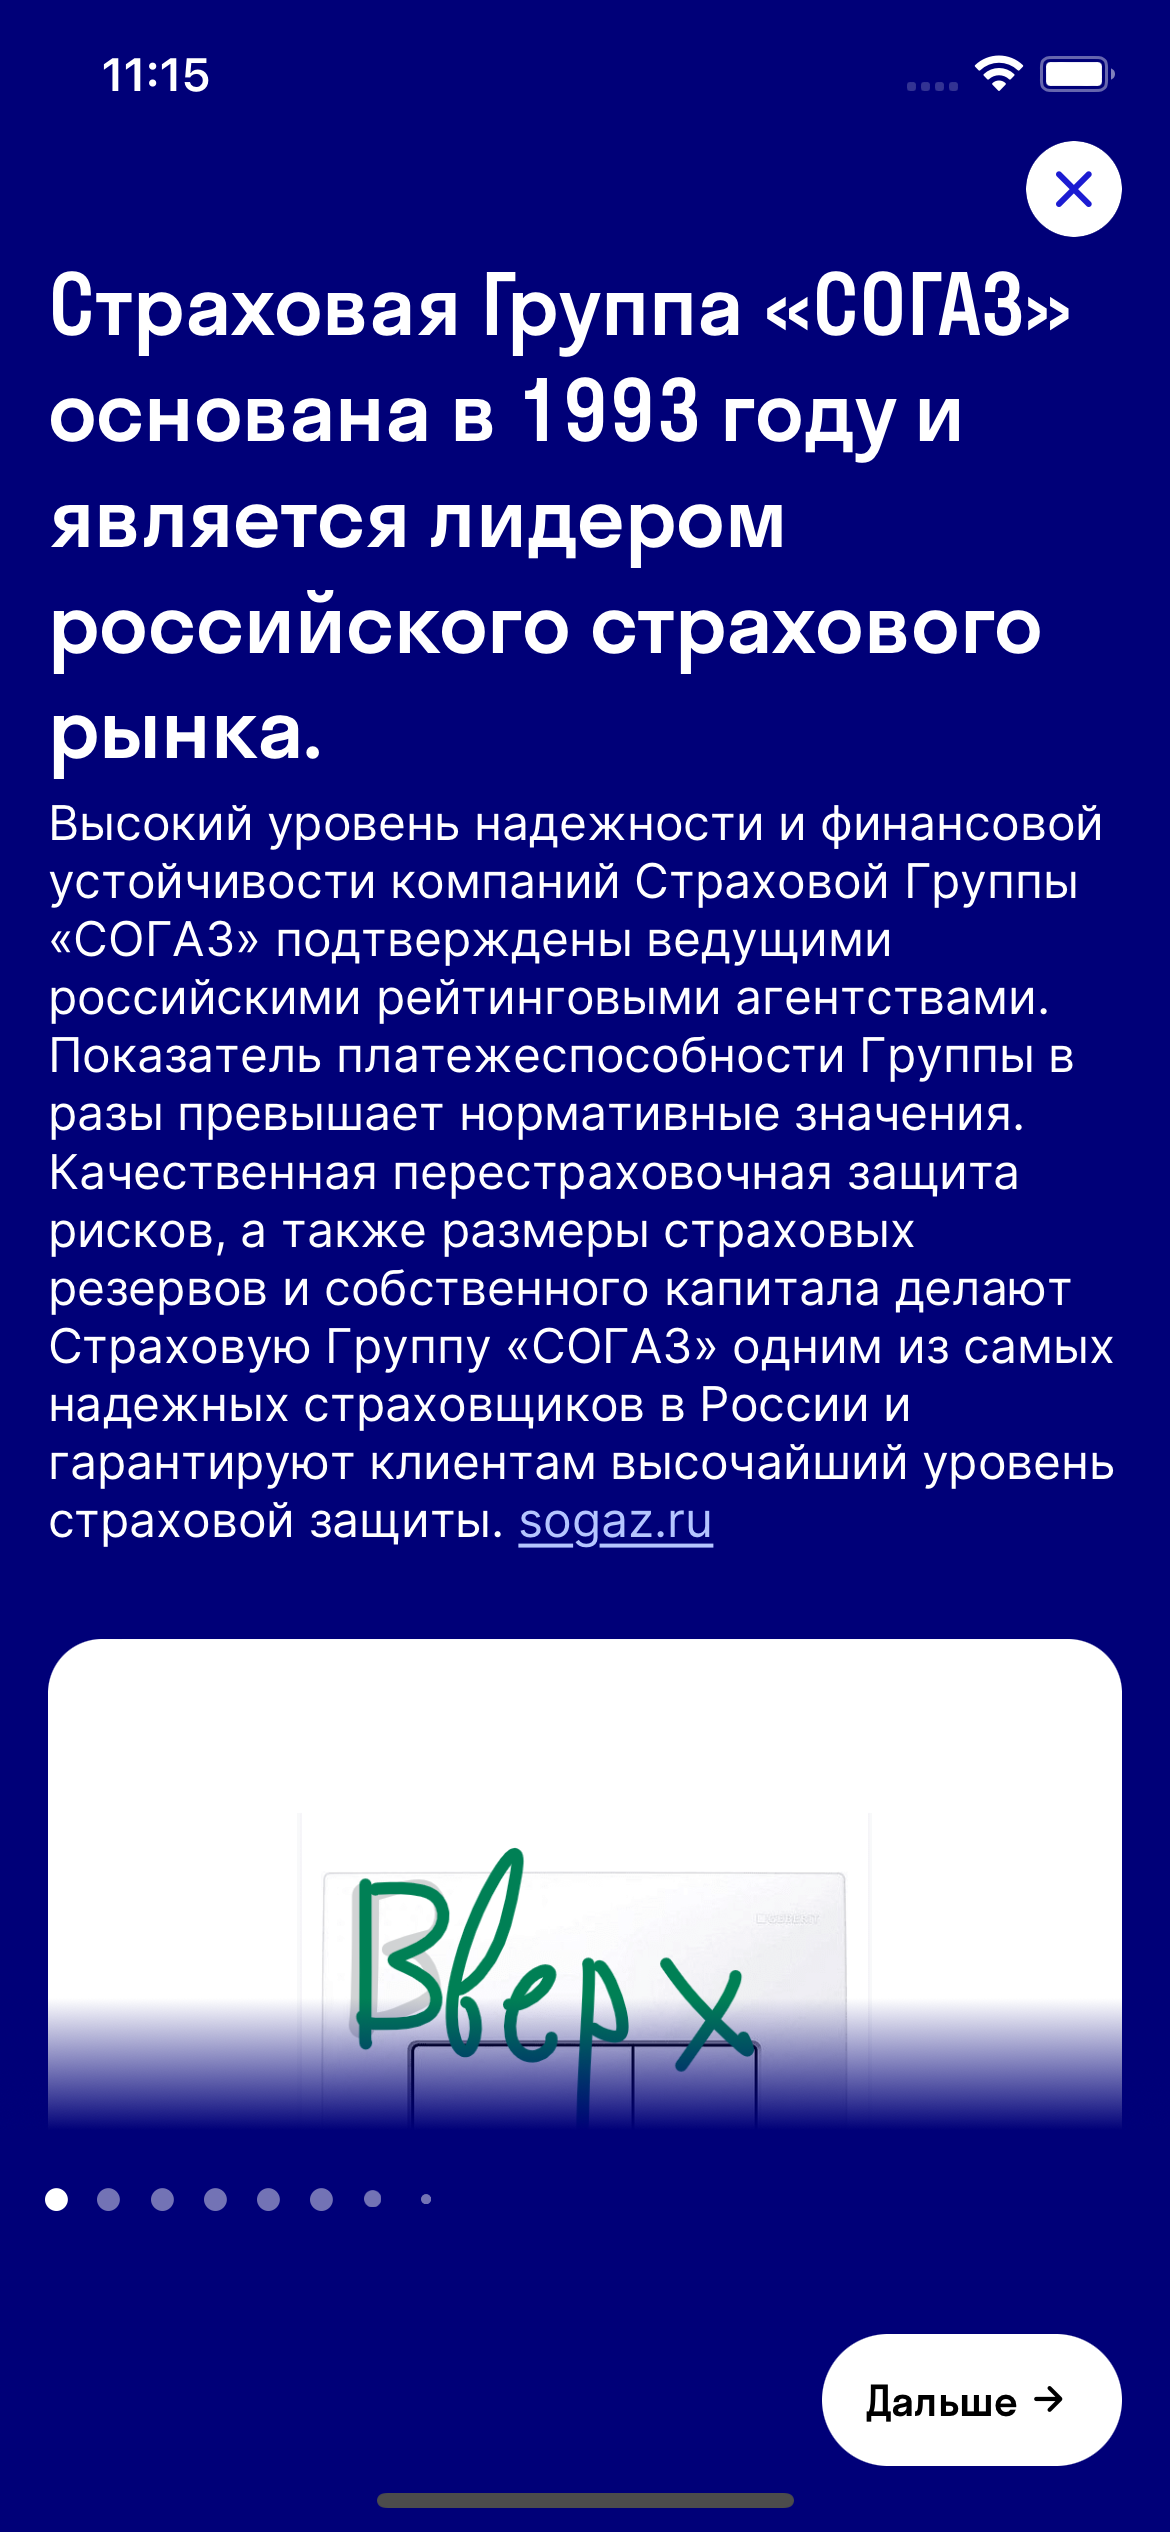 11:15
Страховая Группа «СОГАЗ»
основана в 1993 году и
является лидером
российского страхового
рынка.
Высокий уровень надежности и финансовой
устойчивости компаний Страховой Группы
«СОГАЗ» подтверждены ведущими
российскими рейтинговыми агентствами.
Показатель платежеспособности Группы в
разы превышает нормативные значения.
Качественная перестраховочная защита
рисков, а также размеры страховых
резервов и собственного капитала делают
Страховую Группу «СОГАЗ» одним из самых
надежных страховщиков в России и
гарантируют клиентам высочайший уровень
страховой защиты. sogaz.ru
Вверх
Дальше →